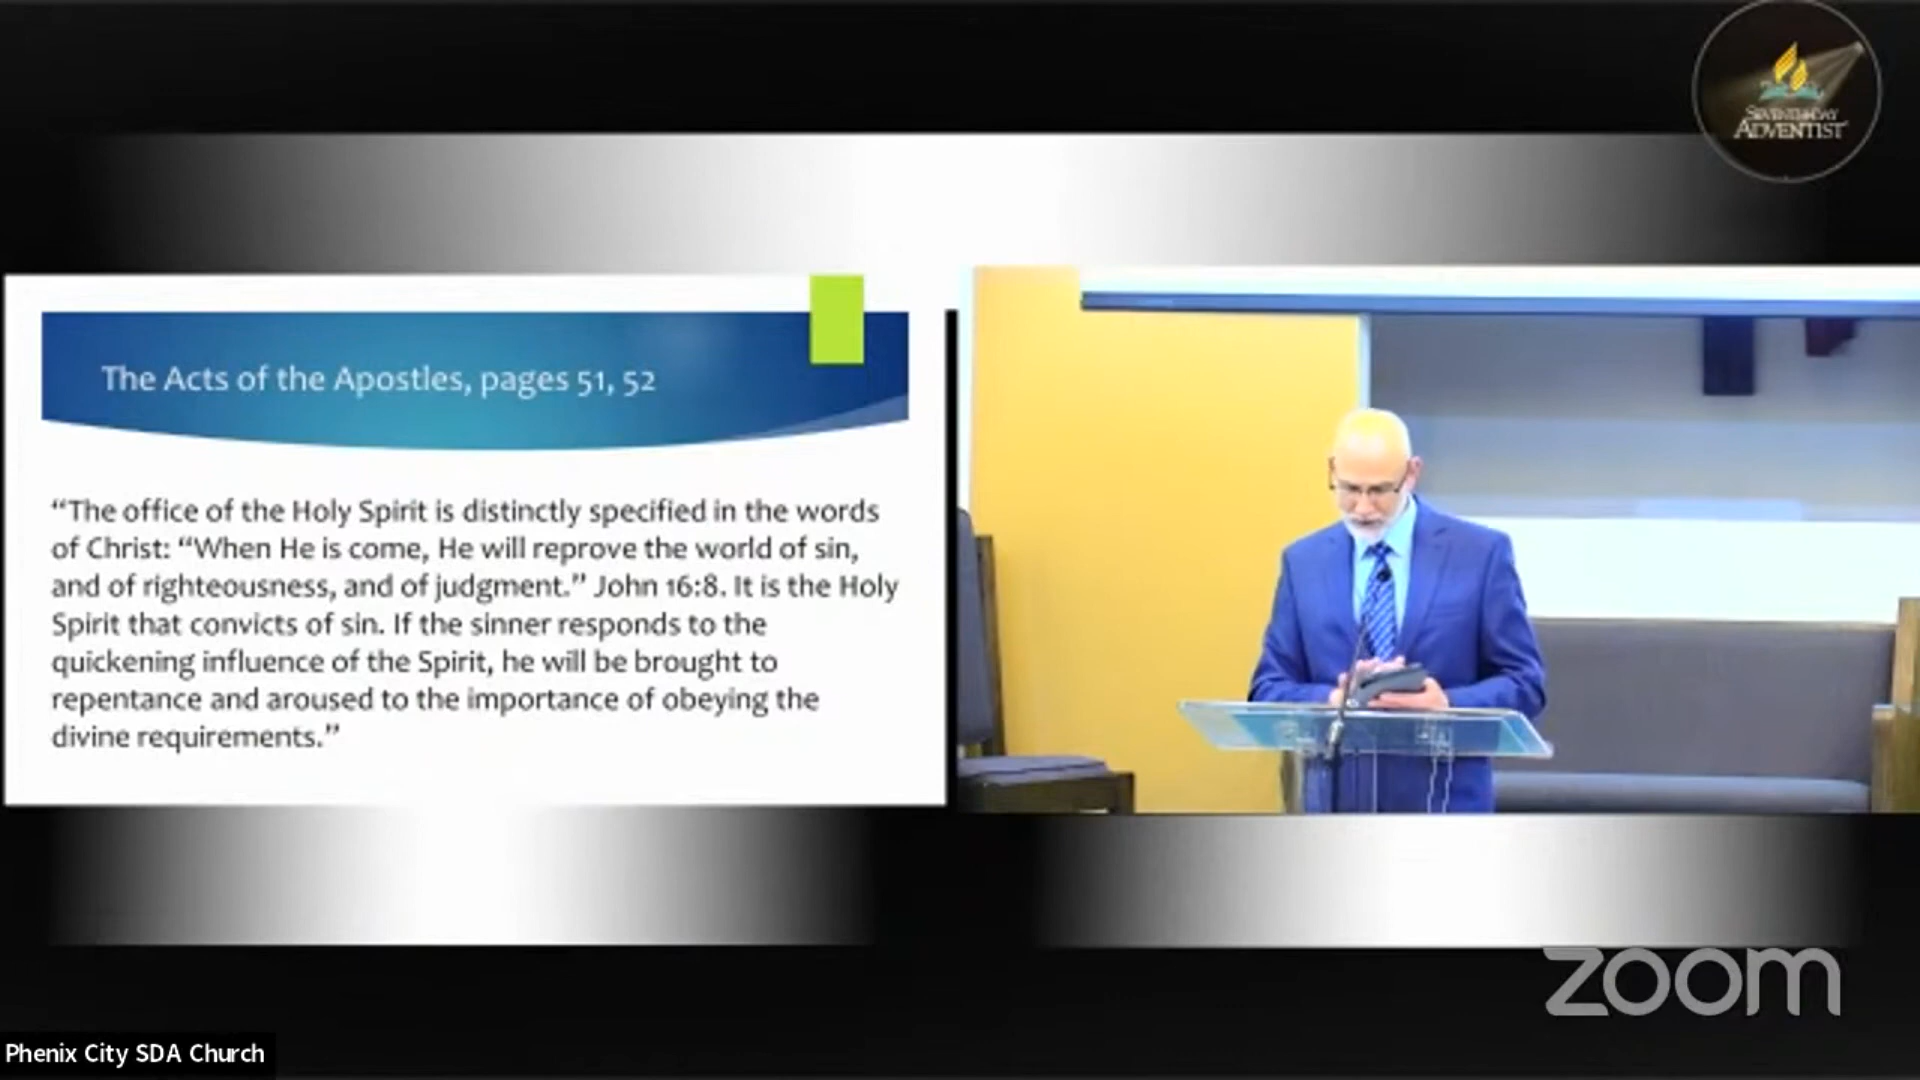 SEVENTH-DAY
ADVENTIST
The Acts of the Apostles, pages 51, 52
“The office of the Holy Spirit is distinctly specified in the words
of Christ: “When He is come, He will reprove the world of sin,
and of righteousness, and of judgment.” John 16:8. It is the Holy
Spirit that convicts of sin. If the sinner responds to the
quickening influence of the Spirit, he will be brought to
repentance and aroused to the importance of obeying the
divine requirements.”
zoom
Phenix City SDA Church